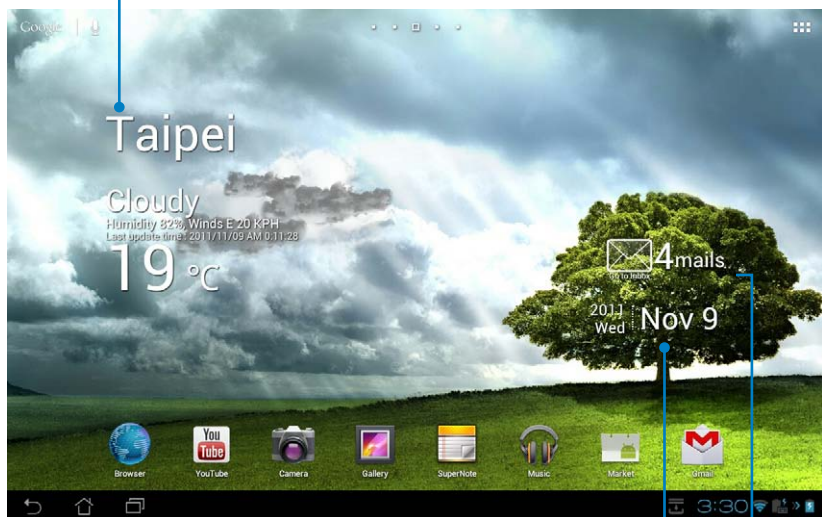 Google
Taipei
Cloudy
Humidity 82%, Winds E 20 KPH
Last update time : 2011/11/09 AM 0:11:28
19 °C
4 mails
Go to Inbox
2011
Wed
Nov 9
You
Tube
Browser
YouTube
Camera
Gallery
SuperNote
Music
Market
Gmail
3:30